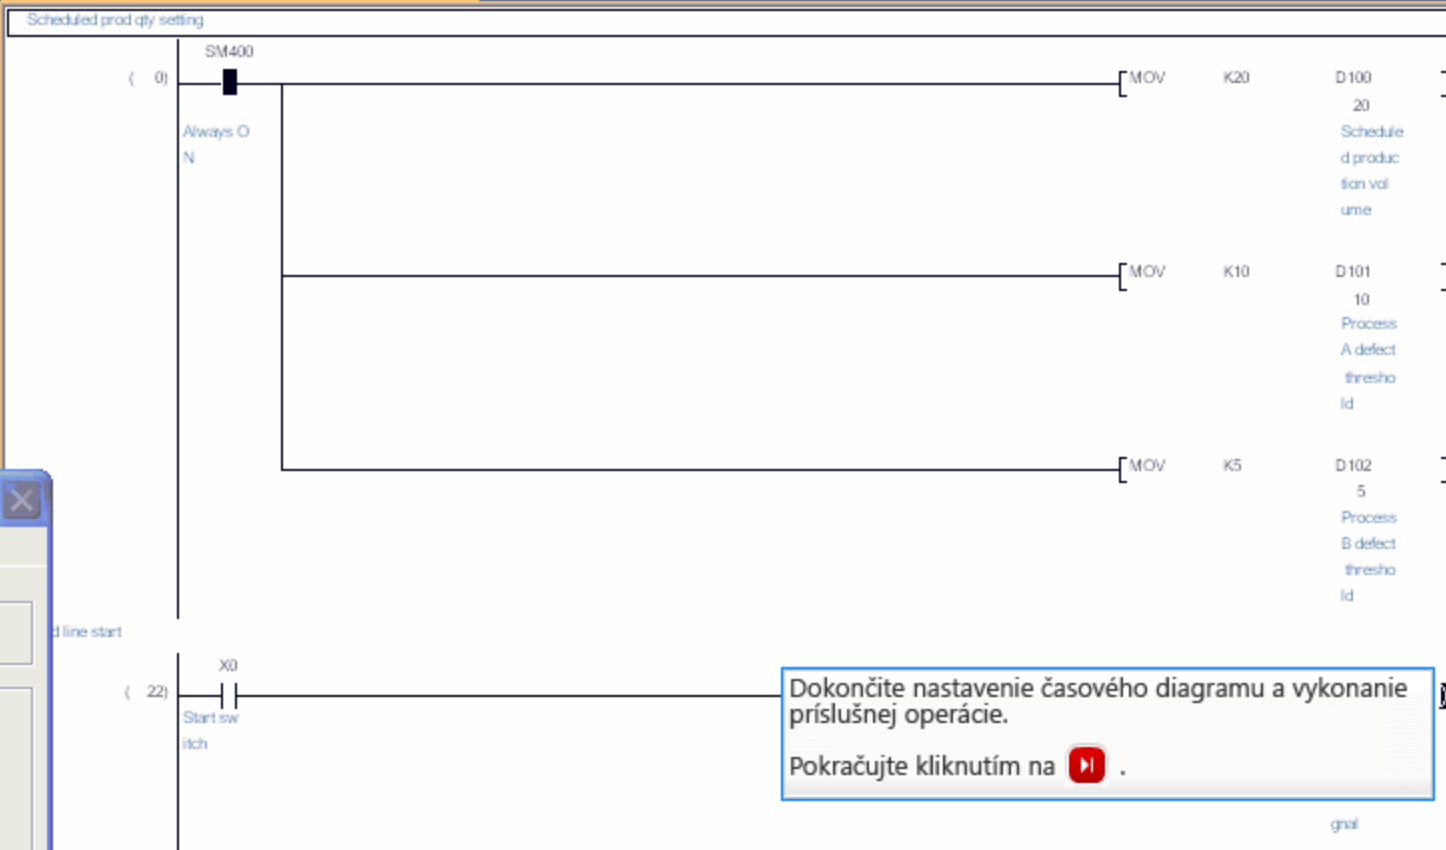 Scheduled prod qty setting
SM400
( 0)
MOV K20 D100
20
Always O
N
Schedule
d produc
tion vol
ume
MOV K10 D101
10
Process
A defect
thresho
ld
MOV K5 D102
5
Process
B defect
thresho
ld
d line start
X0
( 22)
Start sw
itch
Dokončite nastavenie časového diagramu a vykonanie
príslušnej operácie.
Pokračujte kliknutím na .
gnal